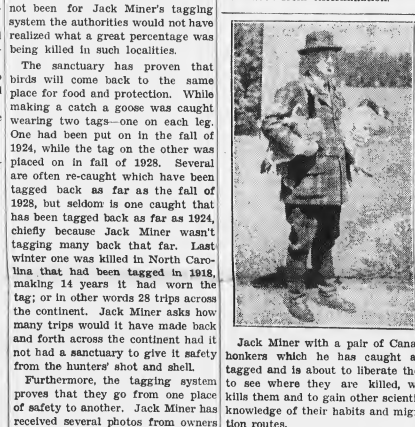 not been for Jack Miner's tagging
system the authorities would not have
realized what a great percentage was
being killed in such localities.
The sanctuary has proven that
birds will come back to the same
place for food and protection. While
making a catch a goose was caught
wearing two tags—one on each leg.
One had been put on in the fall of
1924, while the tag on the other was
placed on in fall of 1928. Several
are often re-caught which have been
tagged back as far as the fall of
1928, but seldom is one caught that
has been tagged back as far as 1924,
chiefly because Jack Miner wasn't
tagging many back that far. Last
winter one was killed in North Caro-
lina that had been tagged in 1918,
making 14 years it had worn the
tag; or in other words 28 trips across
the continent. Jack Miner asks how
many trips would it have made back
and forth across the continent had it
not had a sanctuary to give it safety
from the hunters' shot and shell.
Furthermore, the tagging system
proves that they go from one place
of safety to another. Jack Miner has
received several photos from owners
Jack Miner with a pair of Cana
honkers which he has caught a
tagged and is about to liberate the
to see where they are killed, w
kills them and to gain other scienti
knowledge of their habits and migr
tion routes.